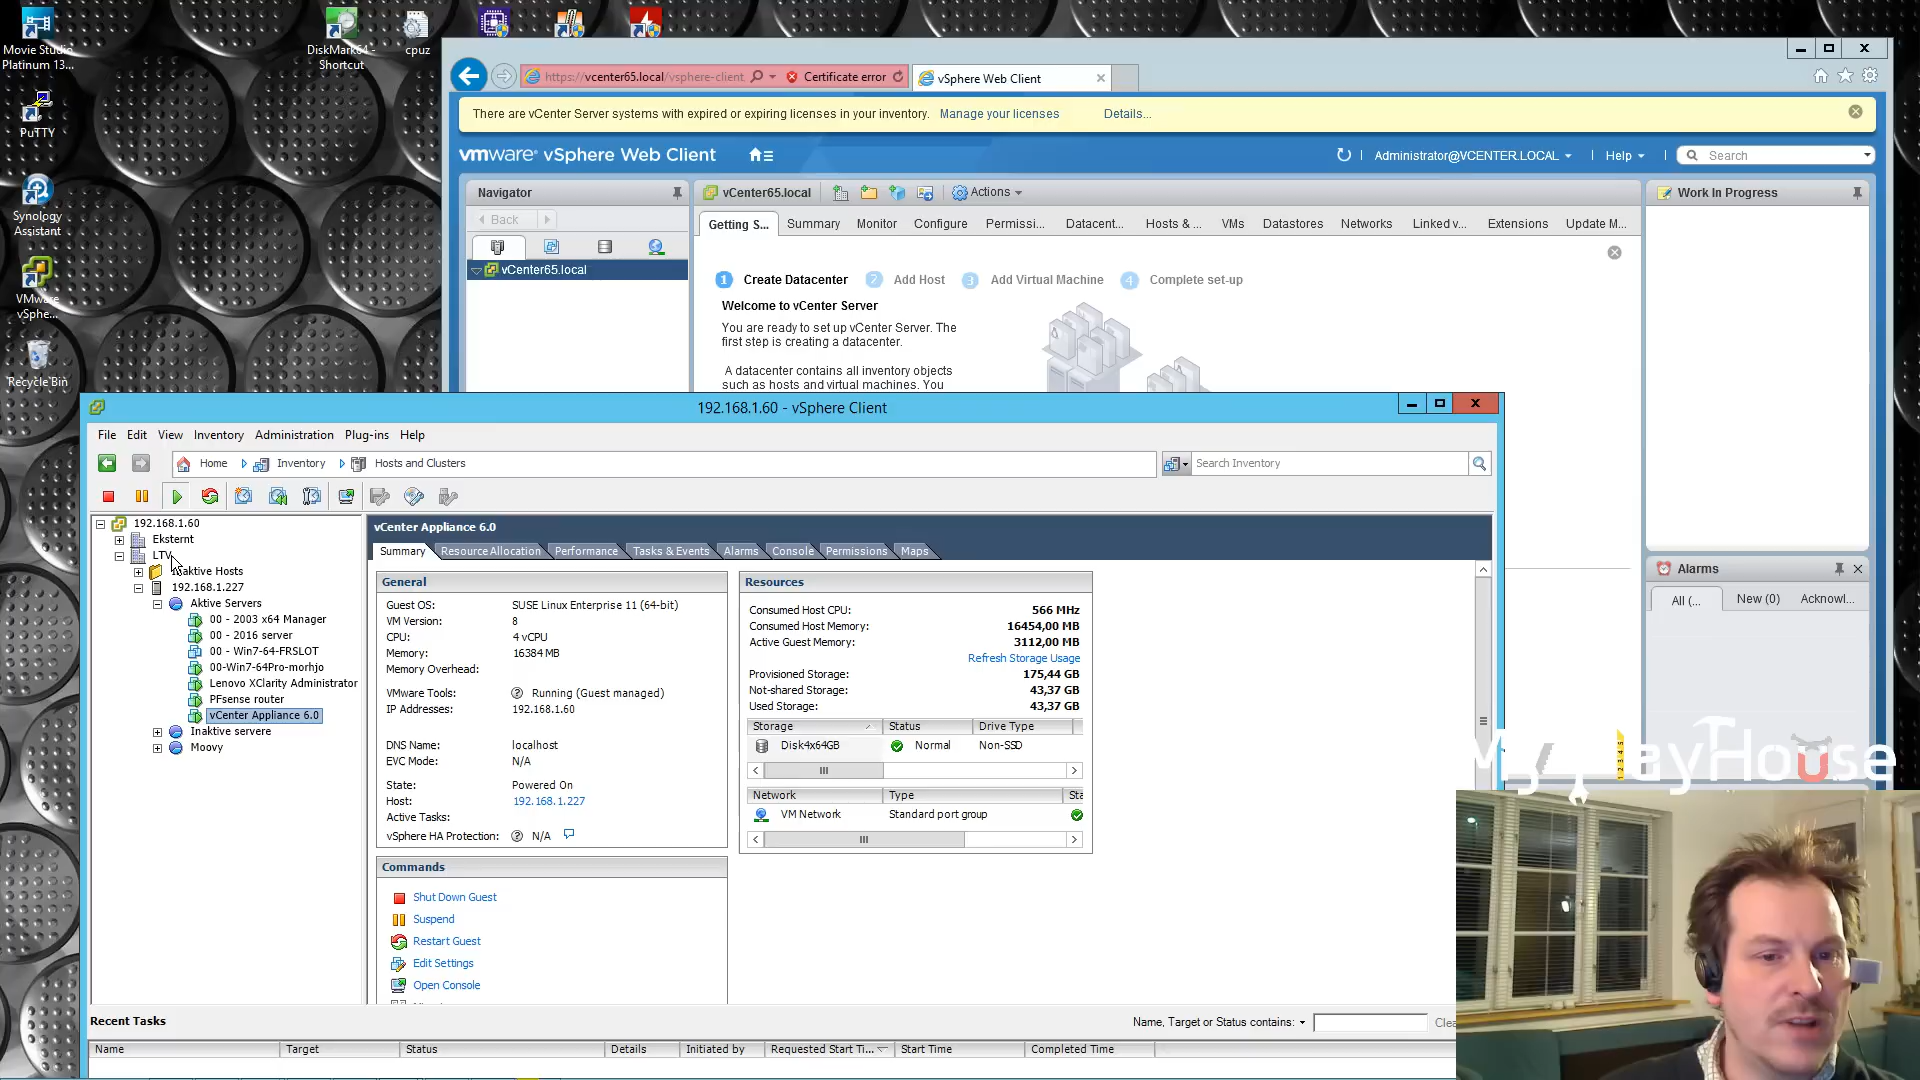 Movie Studio
Platinum 13...
DiskMark64 -
Shortcut
cpuz
PuTTY
Synology
Assistant
VMware
vSphe...
Recycle Bin
https://vcenter65.local/vsphere-client
Certificate error
vSphere Web Client
There are vCenter Server systems with expired or expiring licenses in your inventory.
Manage your licenses
Details...
vmware® vSphere Web Client
Administrator@VCENTER.LOCAL
Help
Search
Navigator
Back
vCenter65.local
vCenter65.local
Actions
Getting S...
Summary
Monitor
Configure
Permissi...
Datacent...
Hosts & ...
VMs
Datastores
Networks
Linked v...
Extensions
Update M...
1 Create Datacenter
2 Add Host
3 Add Virtual Machine
4 Complete set-up
Welcome to vCenter Server
You are ready to set up vCenter Server. The
first step is creating a datacenter.
A datacenter contains all inventory objects
such as hosts and virtual machines. You
Work In Progress
Alarms
All (...
New (0)
Acknowl...
192.168.1.60 - vSphere Client
File
Edit
View
Inventory
Administration
Plug-ins
Help
Home
Inventory
Hosts and Clusters
Search Inventory
192.168.1.60
Eksternt
LTV
Inaktive Hosts
192.168.1.227
Aktive Servers
00 - 2003 x64 Manager
00 - 2016 server
00 - Win7-64-FRSLOT
00-Win7-64Pro-morhjo
Lenovo XClarity Administrator
PFsense router
vCenter Appliance 6.0
Inaktive servere
Moovy
vCenter Appliance 6.0
Summary
Resource Allocation
Performance
Tasks & Events
Alarms
Console
Permissions
Maps
General
Guest OS: SUSE Linux Enterprise 11 (64-bit)
VM Version: 8
CPU: 4 vCPU
Memory: 16384 MB
Memory Overhead:
VMware Tools: Running (Guest managed)
IP Addresses: 192.168.1.60
DNS Name: localhost
EVC Mode: N/A
State: Powered On
Host: 192.168.1.227
Active Tasks:
vSphere HA Protection: N/A
Commands
Shut Down Guest
Suspend
Restart Guest
Edit Settings
Open Console
Resources
Consumed Host CPU: 566 MHz
Consumed Host Memory: 16454,00 MB
Active Guest Memory: 3112,00 MB
Refresh Storage Usage
Provisioned Storage: 175,44 GB
Not-shared Storage: 43,37 GB
Used Storage: 43,37 GB
Storage Status Drive Type
Disk4x64GB Normal Non-SSD
Network Type Sta
VM Network Standard port group
MyPlayHouse
Recent Tasks
Name, Target or Status contains:
Clea
Name Target Status Details Initiated by Requested Start Ti... Start Time Completed Time